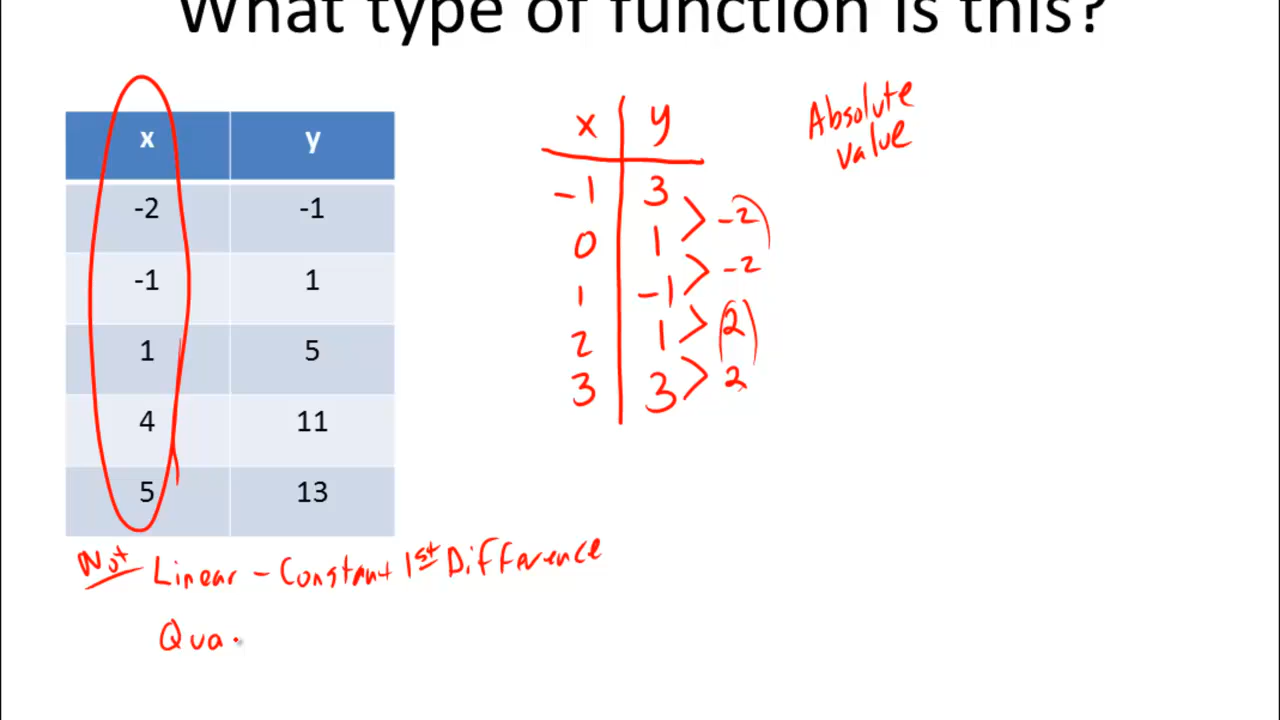 What type of function is this?
x y
-2 -1
-1 1
1 5
4 11
5 13
x y
-1 3
0 1
1 -1
2 1
3 3
-2
-2
2
2
Absolute
value
Not Linear - Constant 1st Difference
Qua